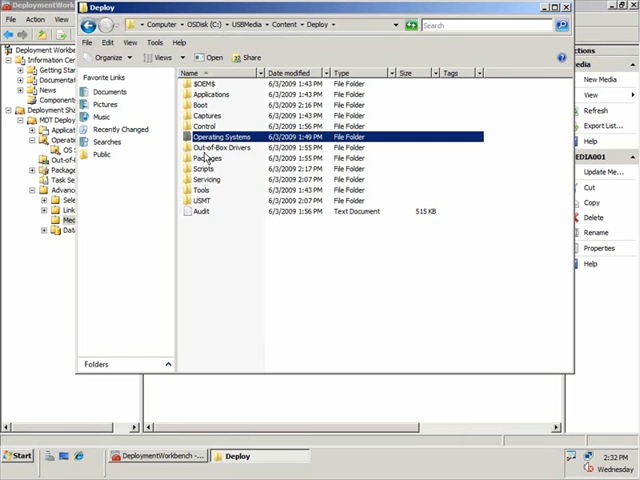 DeploymentWork
Deploy
File Action
Computer OSDisk (C:) USBMedia Content Deploy
Search
File Edit View Tools Help
Organize Views Open Share
Favorite Links
Documents
Pictures
Music
Recently Changed
Searches
Public
Folders
Name Date modified Type Size Tags
$OEM$ 6/3/2009 1:43 PM File Folder
Applications 6/3/2009 1:43 PM File Folder
Boot 6/3/2009 2:16 PM File Folder
Captures 6/3/2009 1:43 PM File Folder
Control 6/3/2009 1:56 PM File Folder
Operating Systems 6/3/2009 1:49 PM File Folder
Out-of-Box Drivers 6/3/2009 1:55 PM File Folder
Packages 6/3/2009 1:55 PM File Folder
Scripts 6/3/2009 1:43 PM File Folder
Servicing 6/3/2009 2:07 PM File Folder
Tools 6/3/2009 1:43 PM File Folder
USMT 6/3/2009 2:07 PM File Folder
Audit 6/3/2009 1:56 PM Text Document 515 KB
Deployment Workb
Information Cen
Getting Star
Documentat
News
Component
Deployment Sha
MDT Deploy
Applicat
Operat
OS
Out-of-
Package
Task Se
Advanc
Sele
Link
Med
Data
ctions
edia
New Media
View
Refresh
Export List...
Help
EDIA001
Update Me...
Cut
Copy
Delete
Rename
Properties
Help
Start
DeploymentWorkbench -...
Deploy
2:32 PM
Wednesday